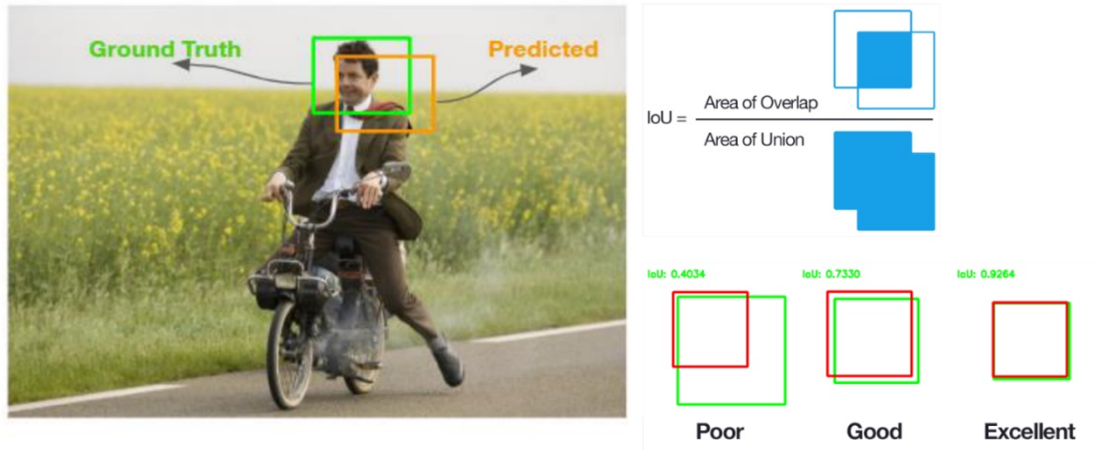 Ground Truth
Predicted
IoU =
Area of Overlap
Area of Union
IoU: 0.4034
IoU: 0.7330
IoU: 0.9264
Poor
Good
Excellent